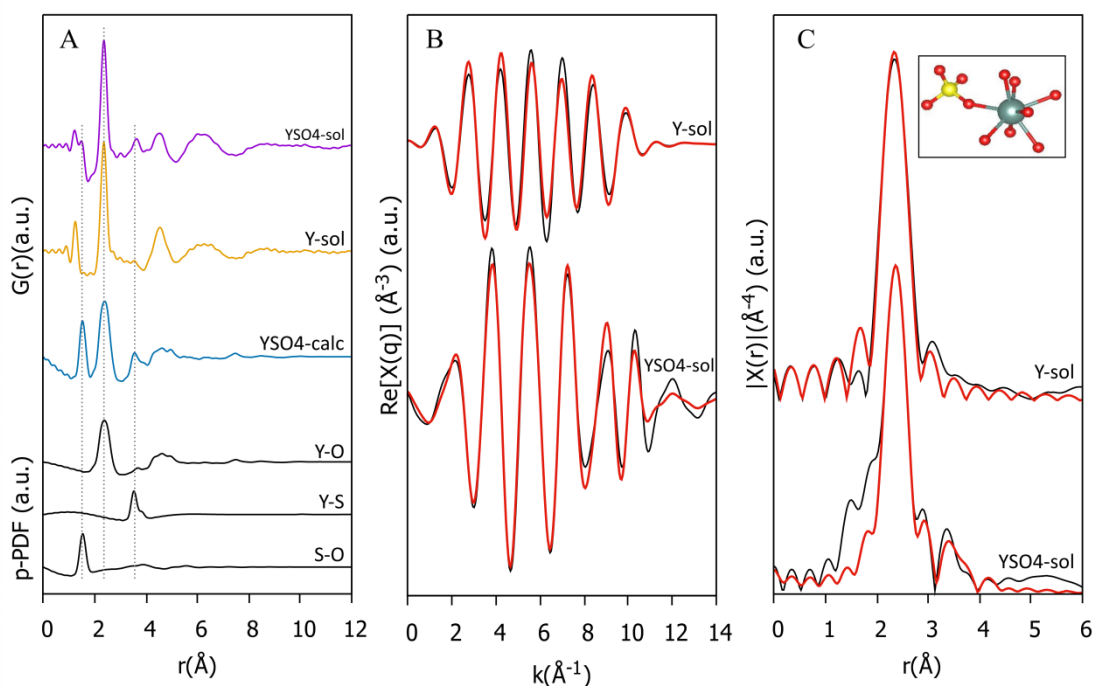 A
YSO4-sol
Y-sol
YSO4-calc
Y-O
Y-S
S-O
G(r)(a.u.)
p-PDF (a.u.)
0 2 4 6 8 10 12
r(Å)
B
Y-sol
YSO4-sol
Re[X(q)] (Å⁻³) (a.u.)
0 2 4 6 8 10 12 14
k(Å⁻¹)
C
Y-sol
YSO4-sol
|X(r)|(Å⁻⁴) (a.u.)
0 1 2 3 4 5 6
r(Å)